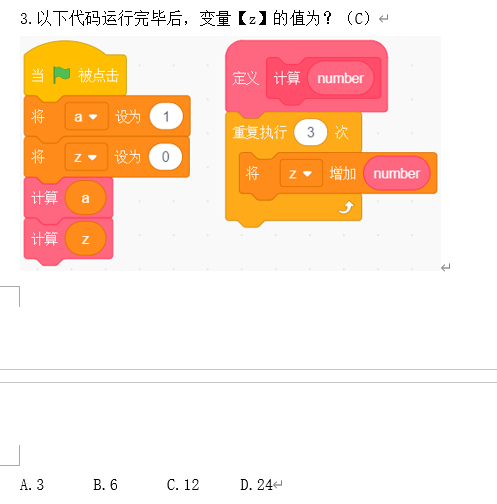 3.以下代码运行完毕后，变量【z】的值为？（C）
当 被点击
将 a 设为 1
将 z 设为 0
计算 a
计算 z
定义 计算 number
重复执行 3 次
将 z 增加 number
A.3 B.6 C.12 D.24